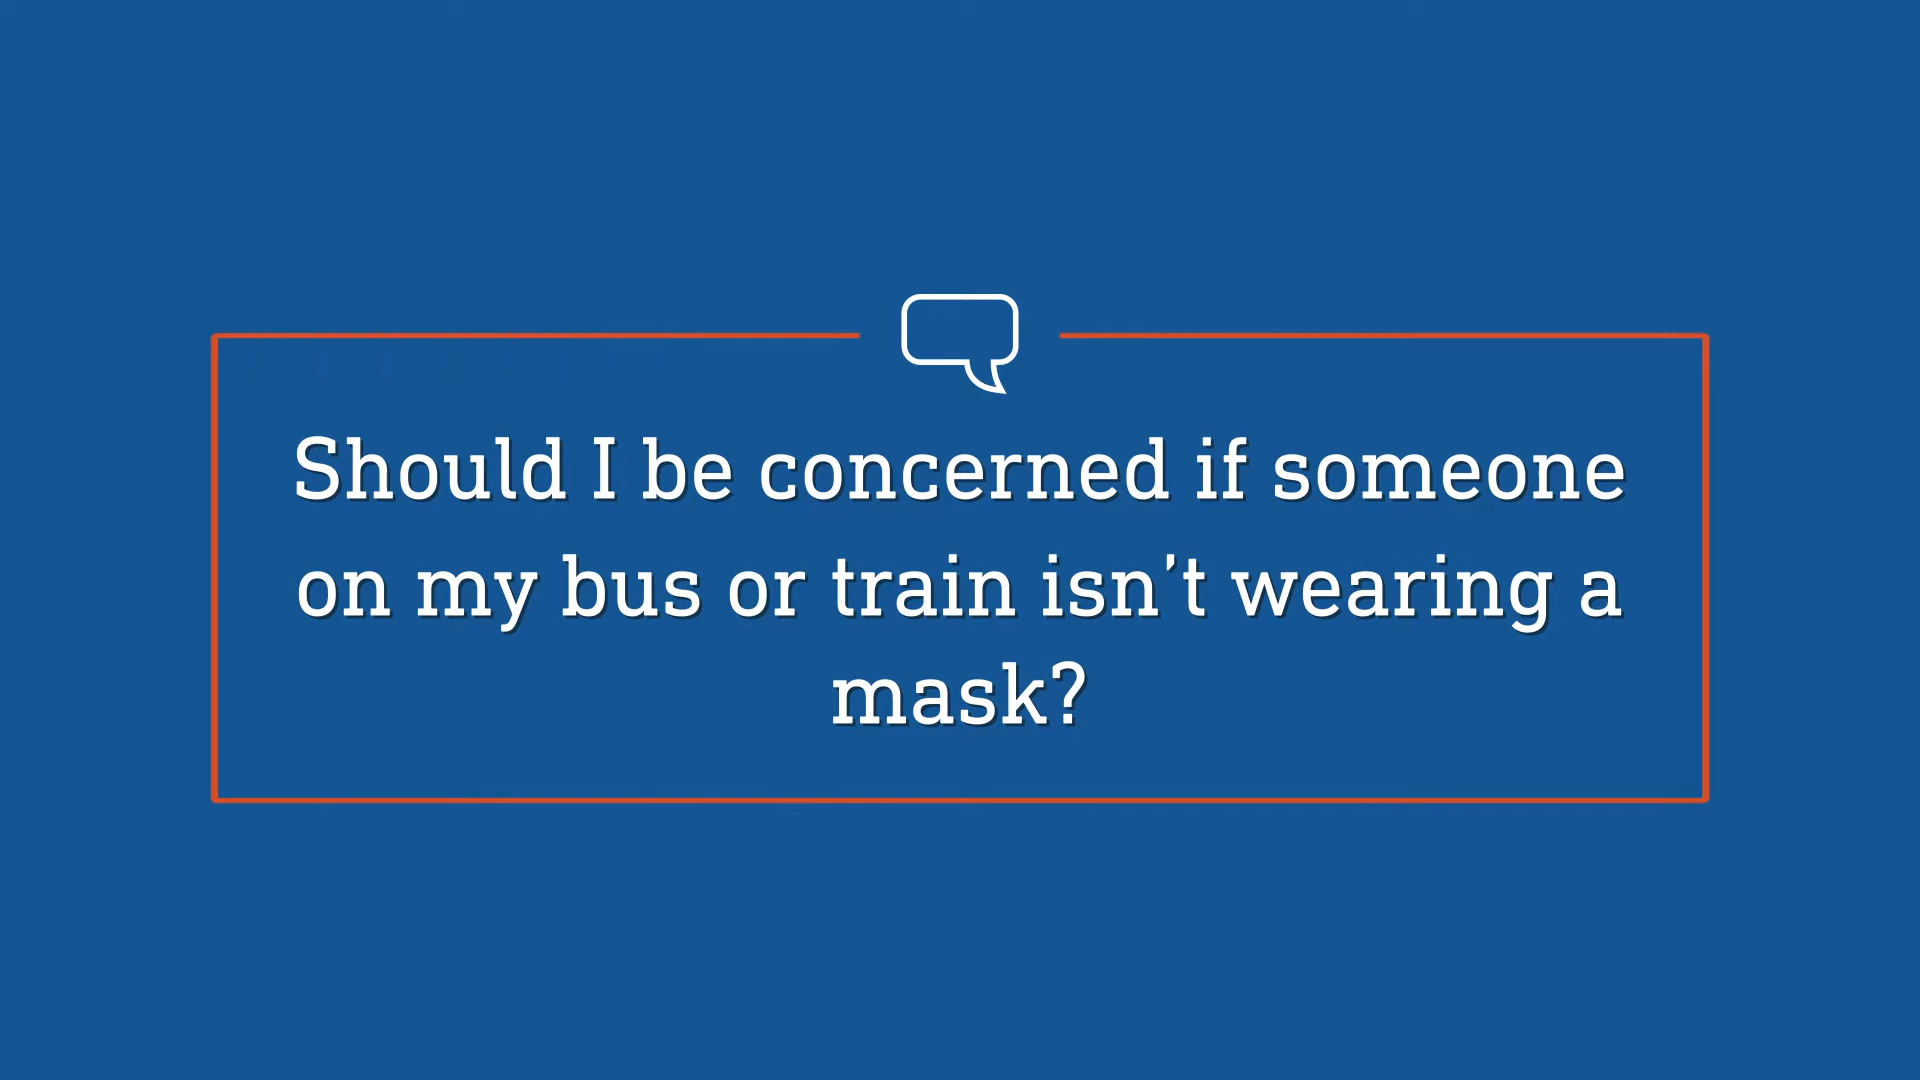 Should I be concerned if someone
on my bus or train isn’t wearing a
mask?